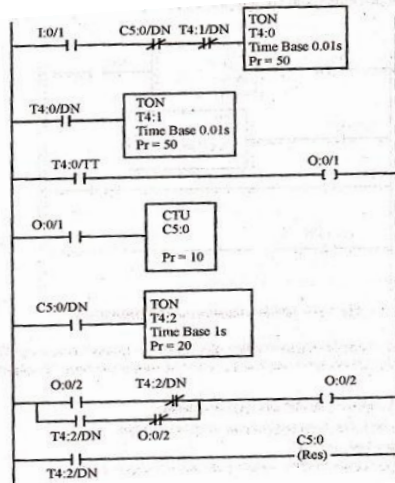 I:0/1 C5:0/DN T4:1/DN
TON
T4:0
Time Base 0.01s
Pr = 50
T4:0/DN
TON
T4:1
Time Base 0.01s
Pr = 50
T4:0/TT O:0/1
O:0/1
CTU
C5:0
Pr = 10
C5:0/DN
TON
T4:2
Time Base 1s
Pr = 20
O:0/2 T4:2/DN O:0/2
T4:2/DN O:0/2
C5:0
T4:2/DN (Res)